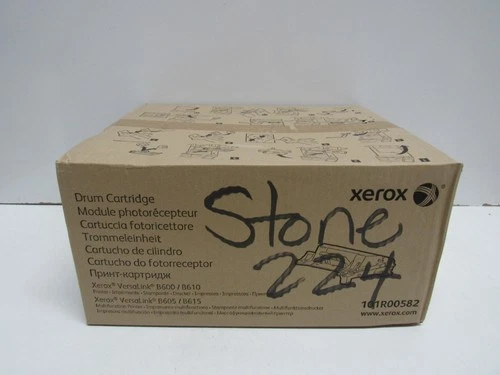 Drum Cartridge
Module photorécepteur
Cartuccia fotoricettore
Trommeleinheit
Cartucho de cilindro
Cartucho do fotorreceptor
Принт-картридж
Xerox® VersaLink® B600 / B610
Xerox® VersaLink® B605 / B615
Stone
224
xerox
101R00582
www.xerox.com